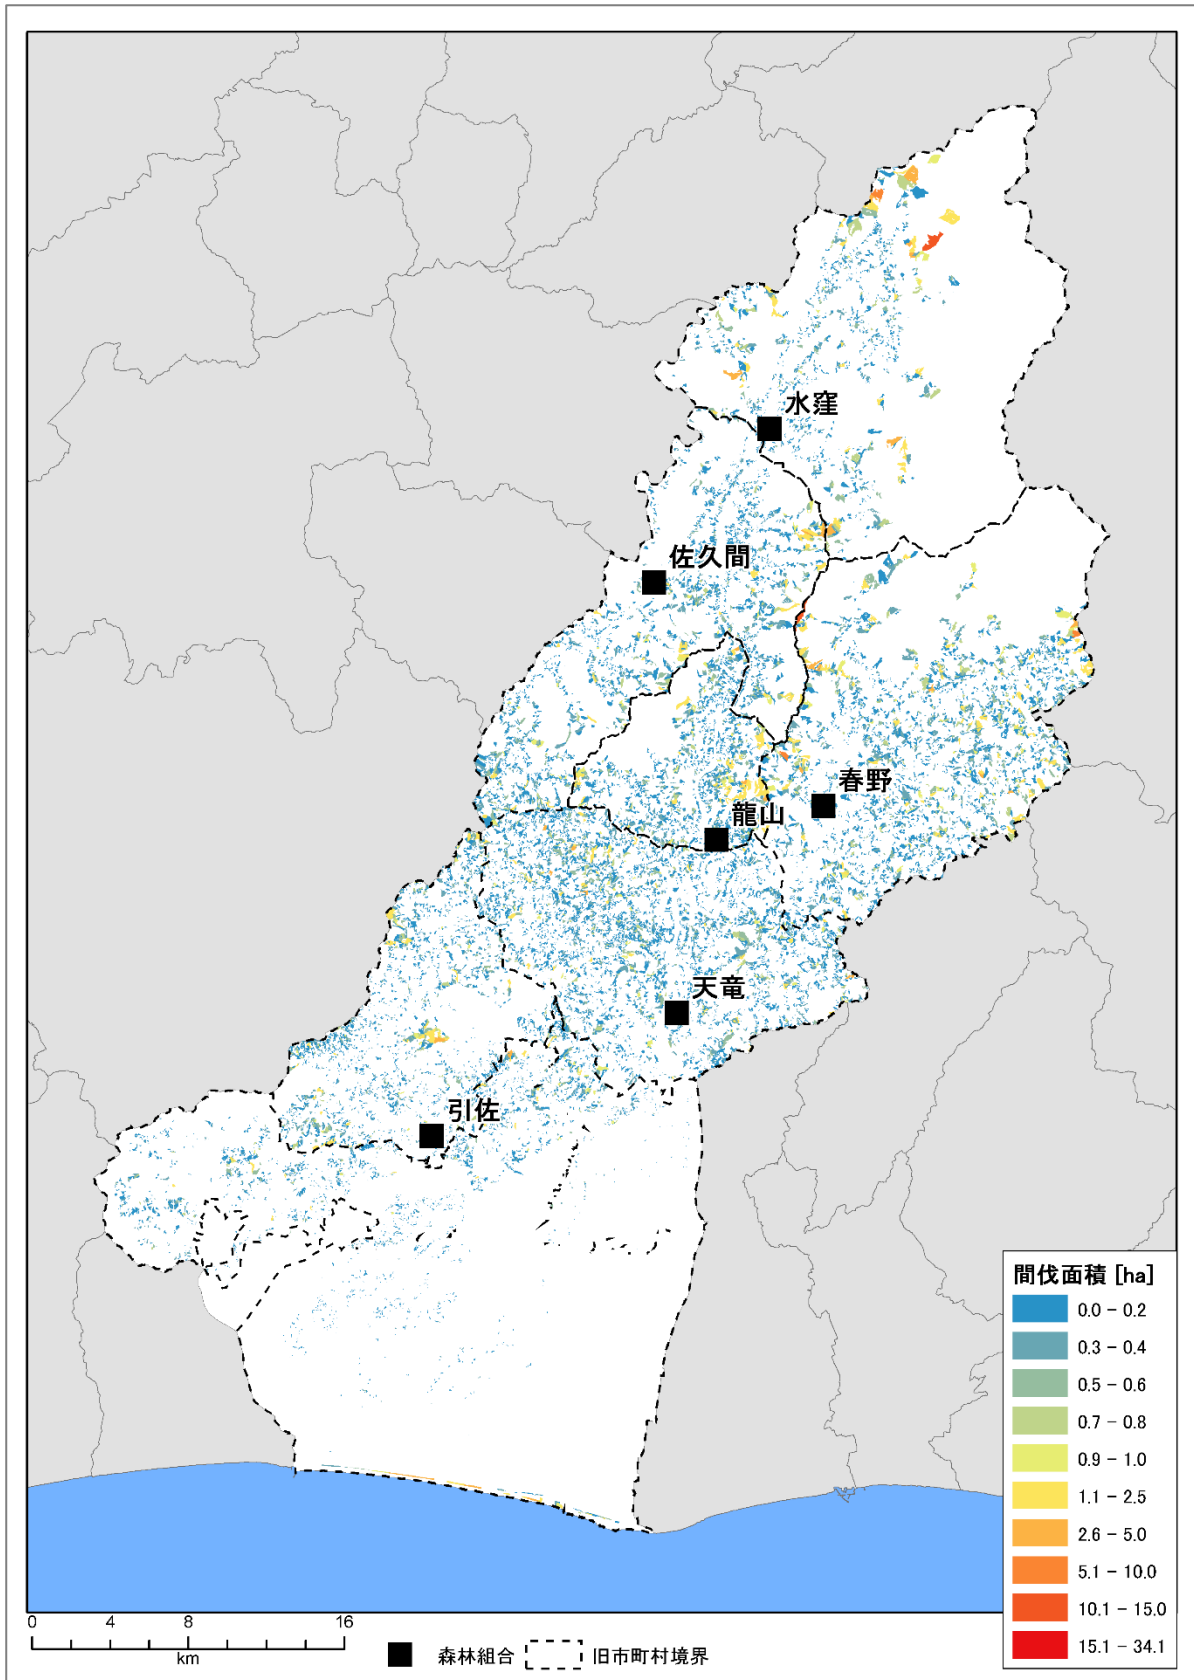 水窪
佐久間
春野
龍山
天竜
引佐
間伐面積 [ha]
0.0 - 0.2
0.3 - 0.4
0.5 - 0.6
0.7 - 0.8
0.9 - 1.0
1.1 - 2.5
2.6 - 5.0
5.1 - 10.0
10.1 - 15.0
15.1 - 34.1
0 4 8 16
km
森林組合 旧市町村境界